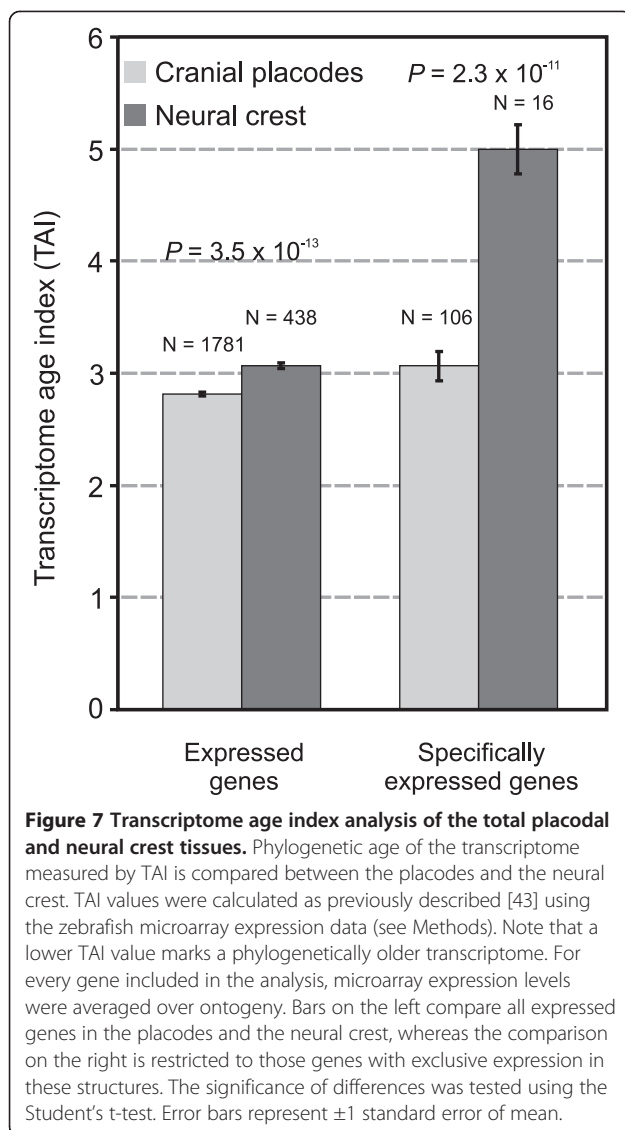 6
5
4
3
2
1
0
Transcriptome age index (TAI)
Cranial placodes
Neural crest
P = 2.3 x 10⁻¹¹
N = 16
P = 3.5 x 10⁻¹³
N = 438
N = 1781
N = 106
Expressed
genes
Specifically
expressed genes
Figure 7 Transcriptome age index analysis of the total placodal
and neural crest tissues. Phylogenetic age of the transcriptome
measured by TAI is compared between the placodes and the neural
crest. TAI values were calculated as previously described [43] using
the zebrafish microarray expression data (see Methods). Note that a
lower TAI value marks a phylogenetically older transcriptome. For
every gene included in the analysis, microarray expression levels
were averaged over ontogeny. Bars on the left compare all expressed
genes in the placodes and the neural crest, whereas the comparison
on the right is restricted to those genes with exclusive expression in
these structures. The significance of differences was tested using the
Student's t-test. Error bars represent ±1 standard error of mean.